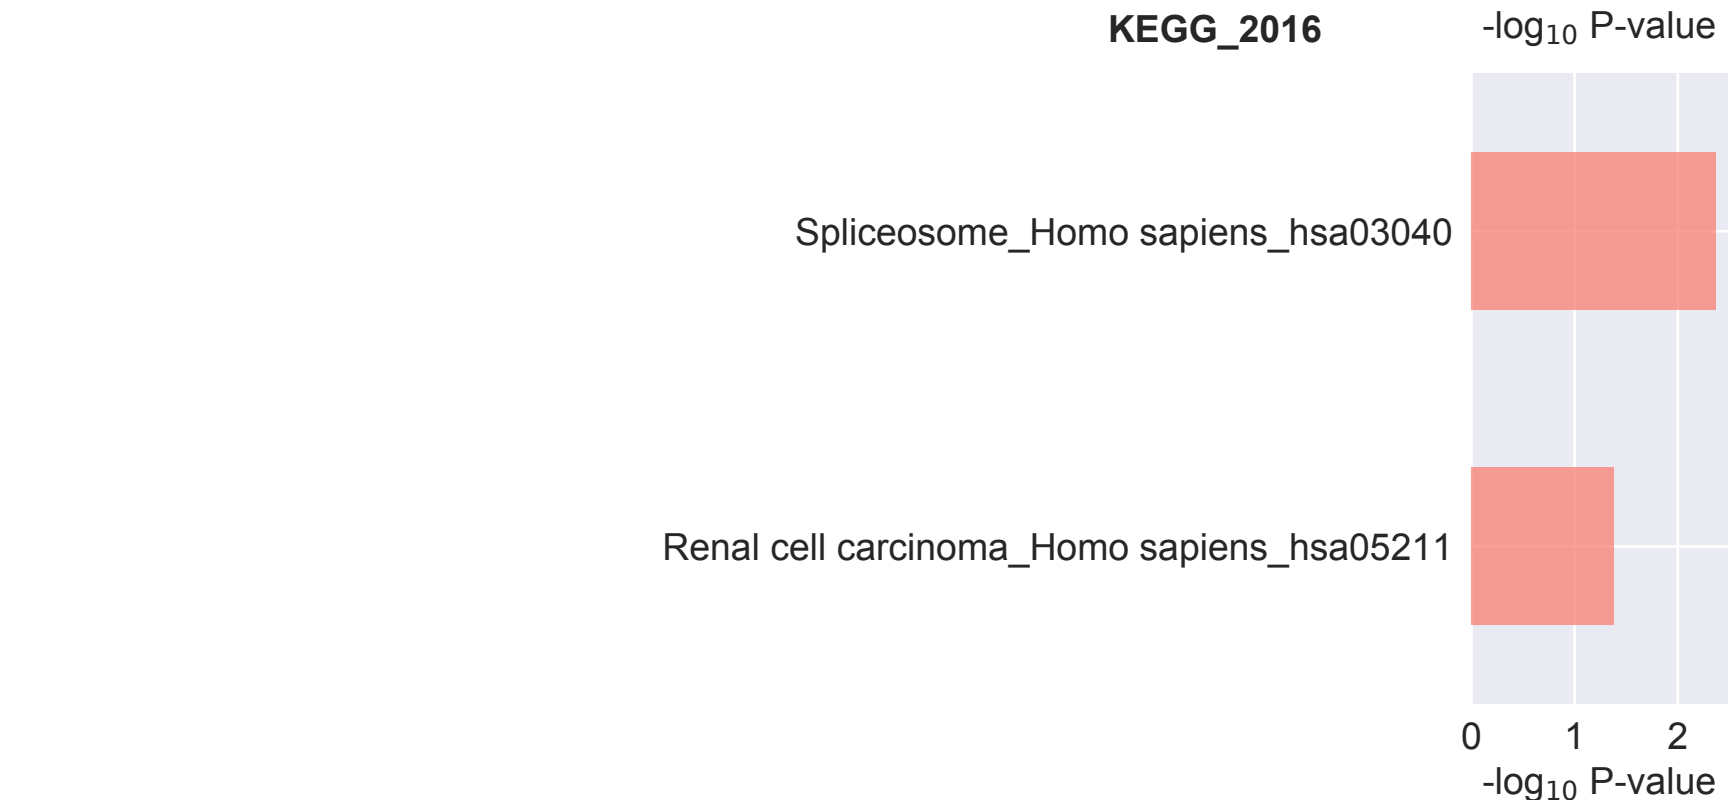 KEGG_2016
-log₁₀ P-value
Spliceosome_Homo sapiens_hsa03040
Renal cell carcinoma_Homo sapiens_hsa05211
0 1 2
-log₁₀ P-value